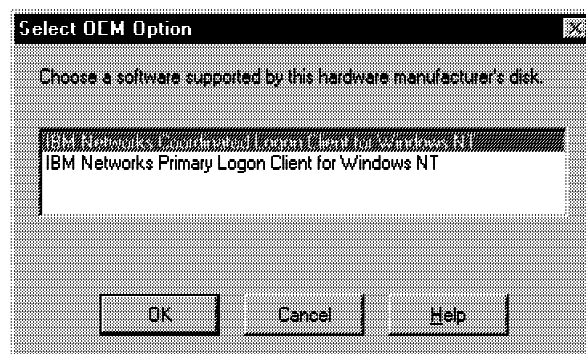 Select OEM Option
Choose a software supported by this hardware manufacturer's disk.
IBM Networks Coordinated Logon Client for Windows NT
IBM Networks Primary Logon Client for Windows NT
OK Cancel Help